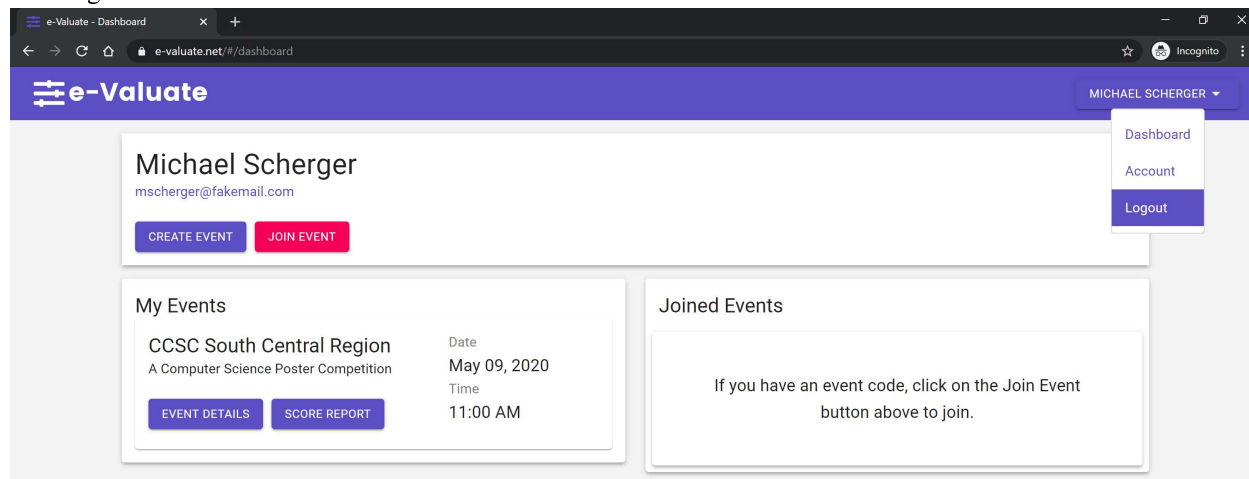 e-Valuate - Dashboard
e-valuate.net/#/dashboard
Incognito
e-Valuate
MICHAEL SCHERGER
Dashboard
Account
Logout
Michael Scherger
mscherger@fakemail.com
CREATE EVENT
JOIN EVENT
My Events
CCSC South Central Region
A Computer Science Poster Competition
EVENT DETAILS
SCORE REPORT
Date
May 09, 2020
Time
11:00 AM
Joined Events
If you have an event code, click on the Join Event
button above to join.